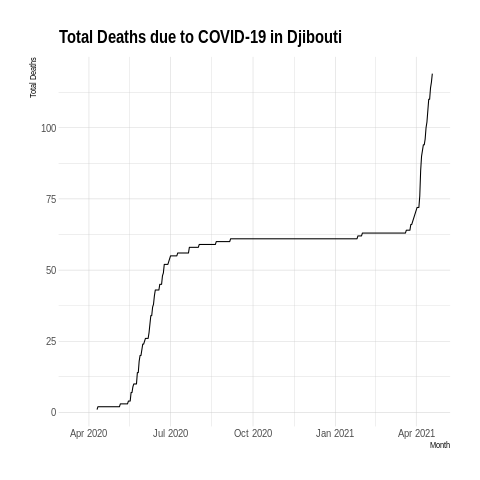 Total Deaths due to COVID-19 in Djibouti
Total Deaths
100
75
50
25
0
Apr 2020 Jul 2020 Oct 2020 Jan 2021 Apr 2021
Month